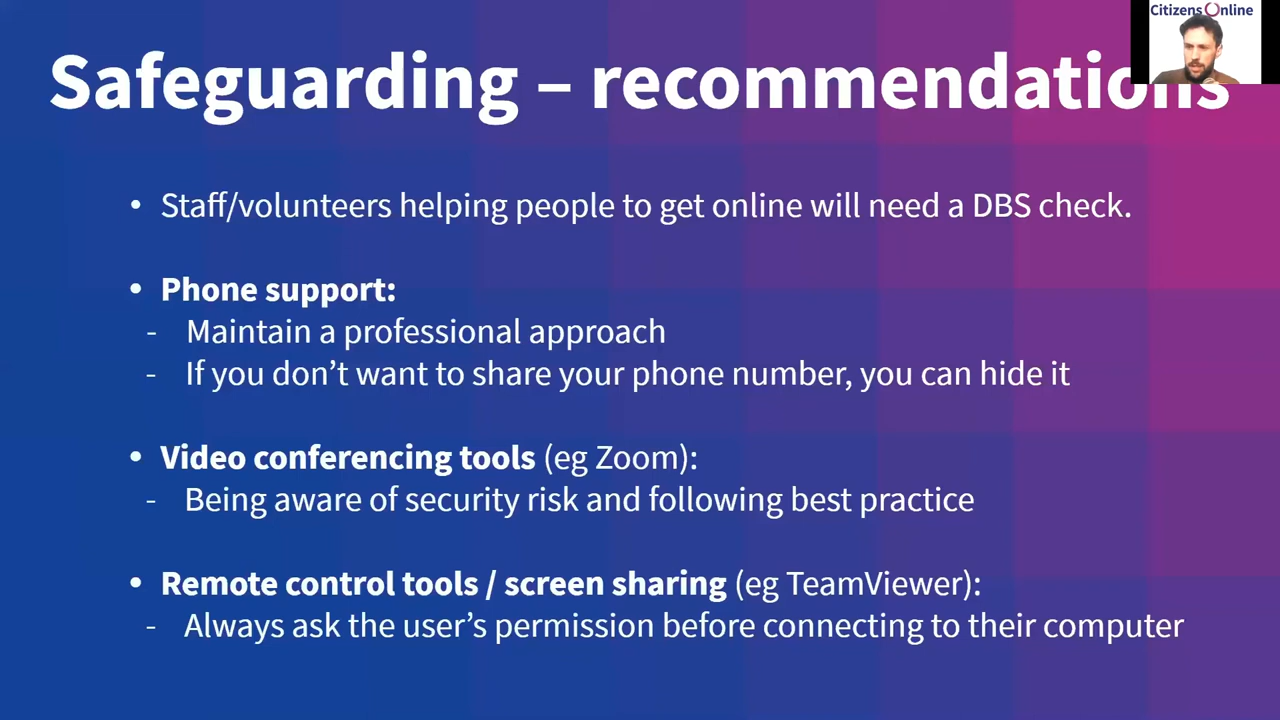 Citizens Online
Safeguarding – recommendations
• Staff/volunteers helping people to get online will need a DBS check.
• Phone support:
- Maintain a professional approach
- If you don’t want to share your phone number, you can hide it
• Video conferencing tools (eg Zoom):
- Being aware of security risk and following best practice
• Remote control tools / screen sharing (eg TeamViewer):
- Always ask the user’s permission before connecting to their computer